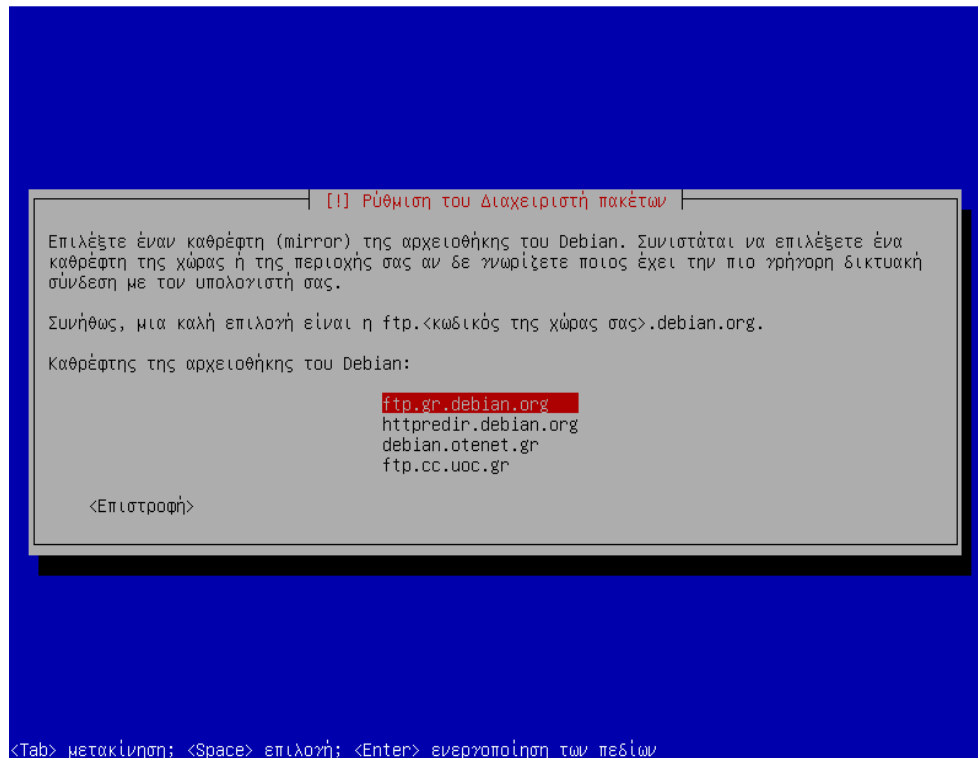 [!] Ρύθμιση του Διαχειριστή πακέτων
Επιλέξτε έναν καθρέφτη (mirror) της αρχειοθήκης του Debian. Συνιστάται να επιλέξετε ένα
καθρέφτη της χώρας ή της περιοχής σας αν δε γνωρίζετε ποιος έχει την πιο γρήγορη δικτυακή
σύνδεση με τον υπολογιστή σας.
Συνήθως, μια καλή επιλογή είναι η ftp.<κωδικός της χώρας σας>.debian.org.
Καθρέφτης της αρχειοθήκης του Debian:
ftp.gr.debian.org
httpredir.debian.org
debian.otenet.gr
ftp.cc.uoc.gr
<Επιστροφή>
<Tab> μετακίνηση; <Space> επιλογή; <Enter> ενεργοποίηση των πεδίων